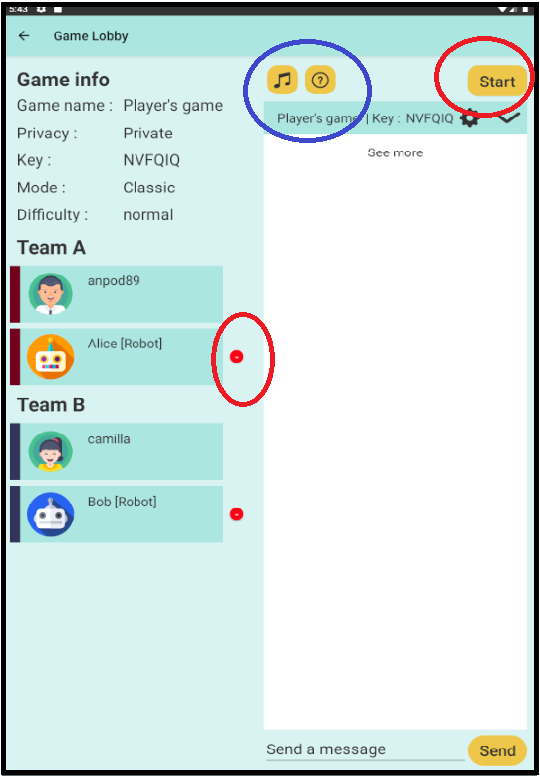 5:43
Game Lobby
Game info
Game name : Player's game
Privacy : Private
Key : NVFQIQ
Mode : Classic
Difficulty : normal
Team A
anpod89
Alice [Robot]
Team B
camilla
Bob [Robot]
?
Start
Player's game | Key : NVFQIQ
See more
Send a message
Send